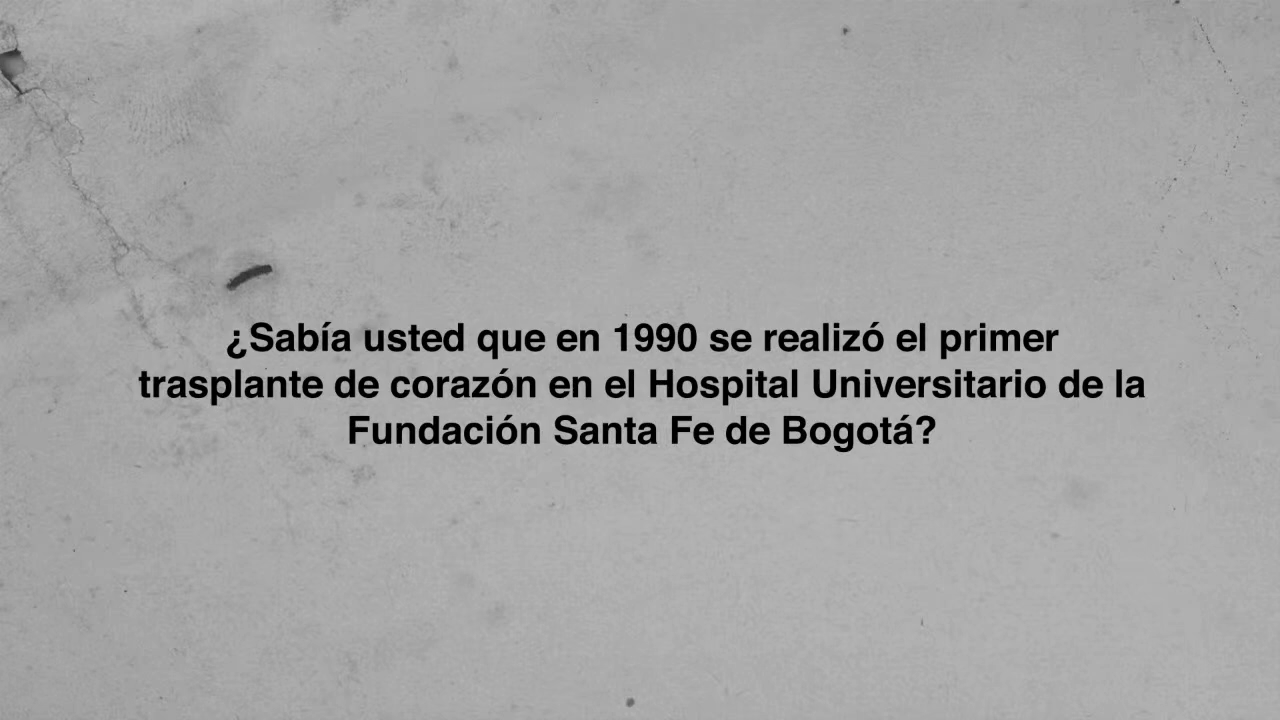 ¿Sabía usted que en 1990 se realizó el primer
trasplante de corazón en el Hospital Universitario de la
Fundación Santa Fe de Bogotá?